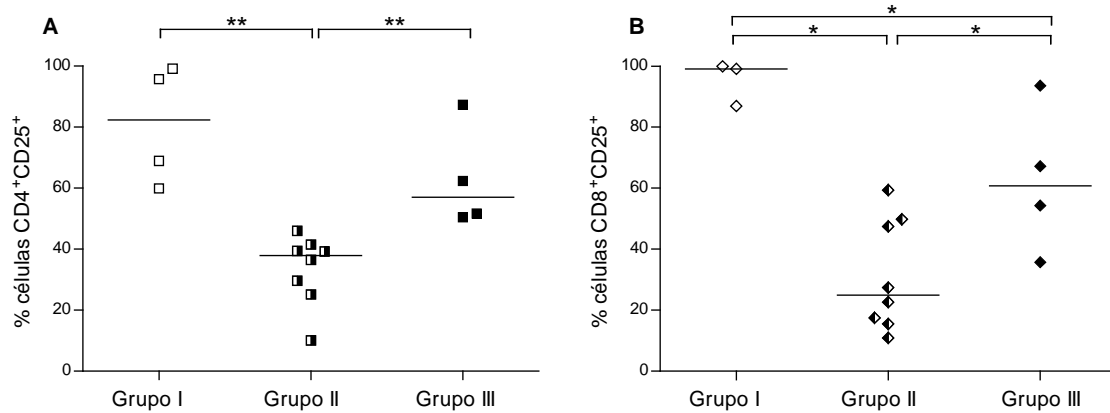 A
** **
% células CD4⁺CD25⁺
100
80
60
40
20
0
Grupo I Grupo II Grupo III
B
*
* *
% células CD8⁺CD25⁺
100
80
60
40
20
0
Grupo I Grupo II Grupo III